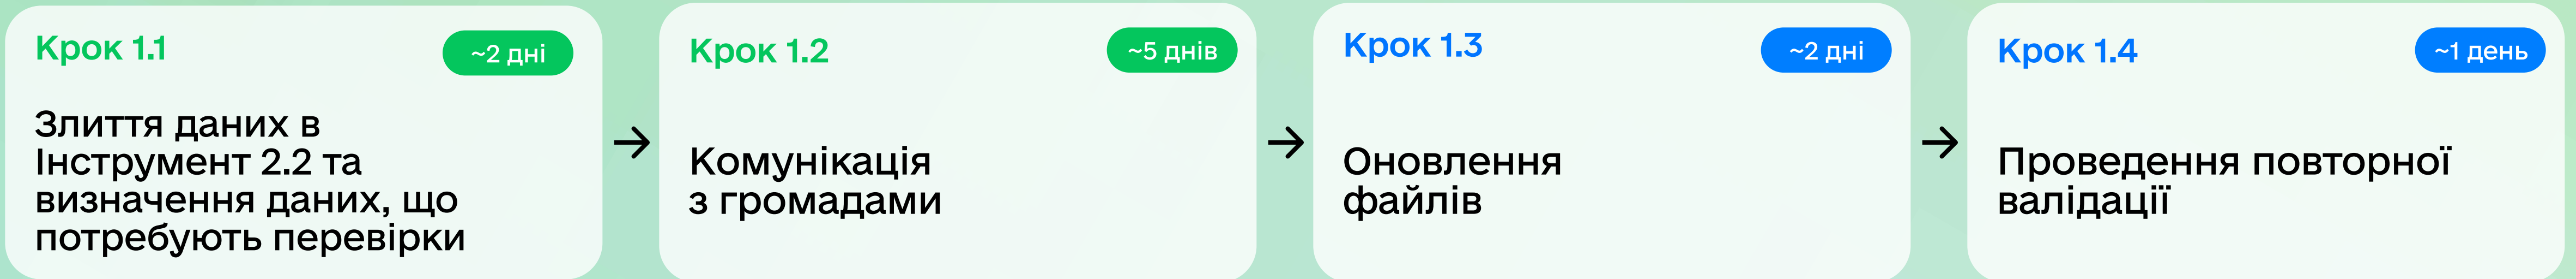 Крок 1.1
~2 дні
Злиття даних в
Інструмент 2.2 та
визначення даних, що
потребують перевірки
Крок 1.2
~5 днів
Комунікація
з громадами
Крок 1.3
~2 дні
Оновлення
файлів
Крок 1.4
~1 день
Проведення повторної
валідації